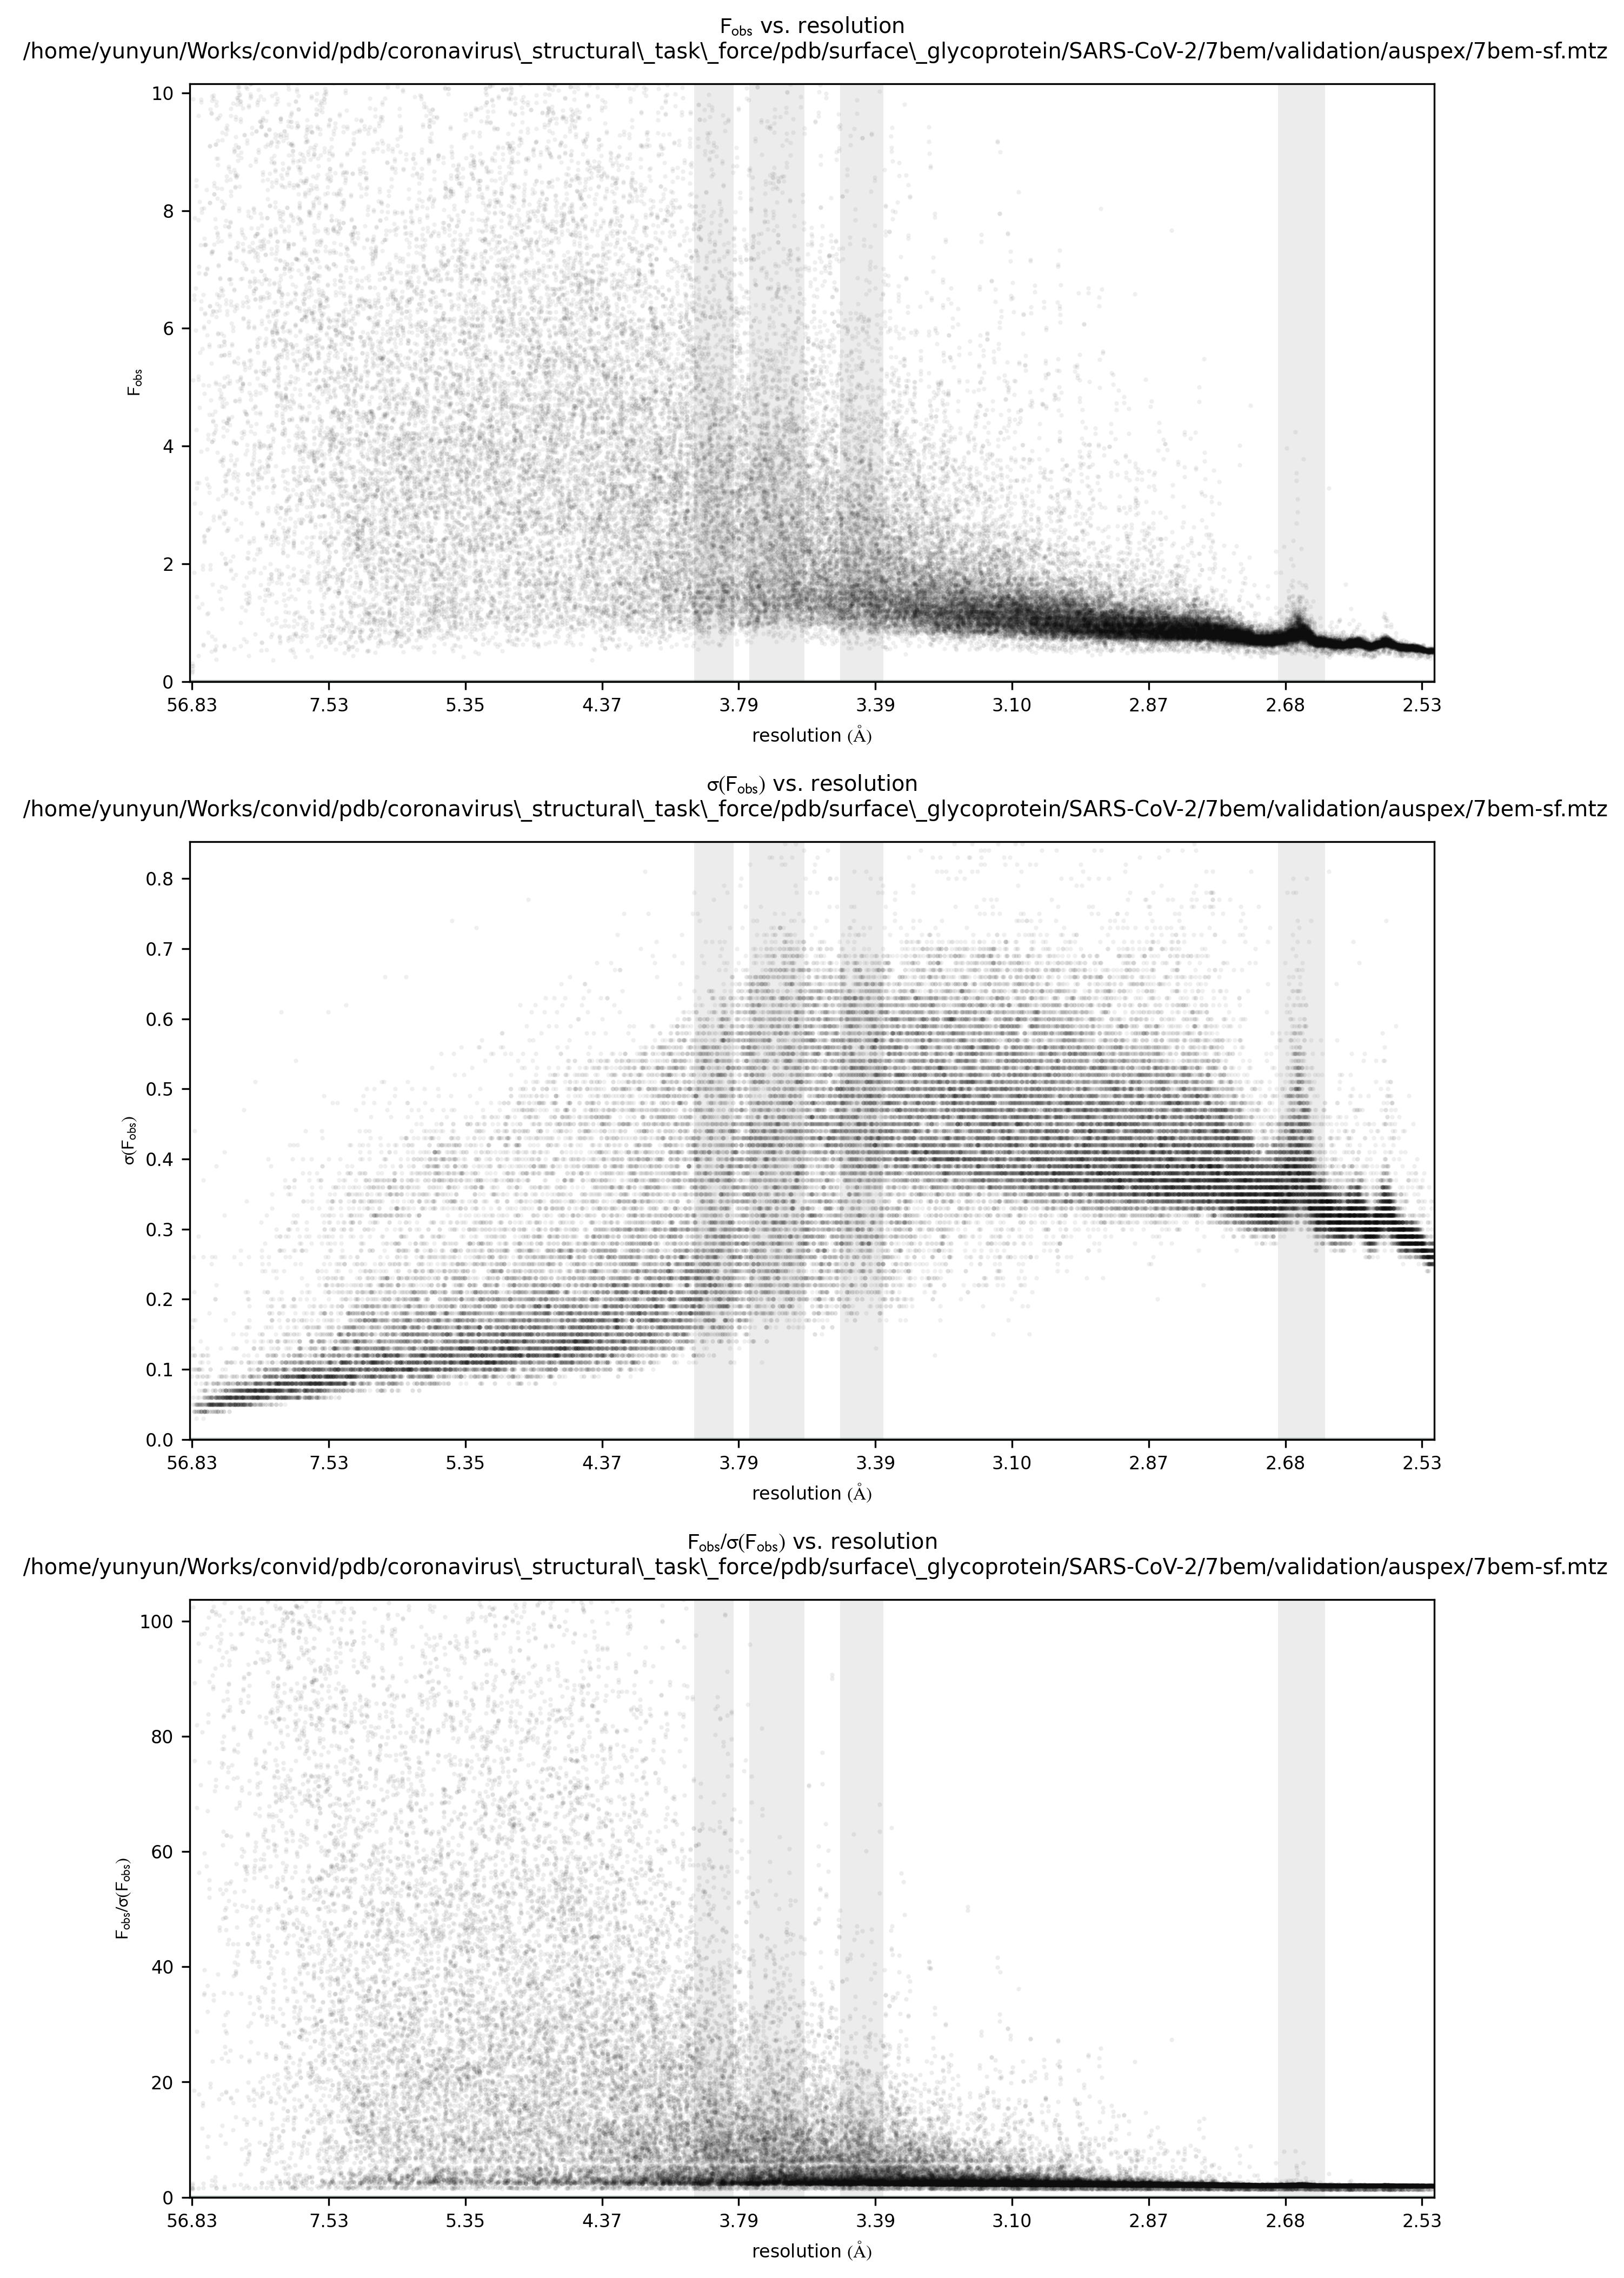 Fobs vs. resolution
/home/yunyun/Works/convid/pdb/coronavirus\_structural\_task\_force/pdb/surface\_glycoprotein/SARS-CoV-2/7bem/validation/auspex/7bem-sf.mtz
10
8
6
4
2
0
Fobs
56.83 7.53 5.35 4.37 3.79 3.39 3.10 2.87 2.68 2.53
resolution (Å)
σ(Fobs) vs. resolution
/home/yunyun/Works/convid/pdb/coronavirus\_structural\_task\_force/pdb/surface\_glycoprotein/SARS-CoV-2/7bem/validation/auspex/7bem-sf.mtz
0.8
0.7
0.6
0.5
0.4
0.3
0.2
0.1
0.0
σ(Fobs)
56.83 7.53 5.35 4.37 3.79 3.39 3.10 2.87 2.68 2.53
resolution (Å)
Fobs/σ(Fobs) vs. resolution
/home/yunyun/Works/convid/pdb/coronavirus\_structural\_task\_force/pdb/surface\_glycoprotein/SARS-CoV-2/7bem/validation/auspex/7bem-sf.mtz
100
80
60
40
20
0
Fobs/σ(Fobs)
56.83 7.53 5.35 4.37 3.79 3.39 3.10 2.87 2.68 2.53
resolution (Å)